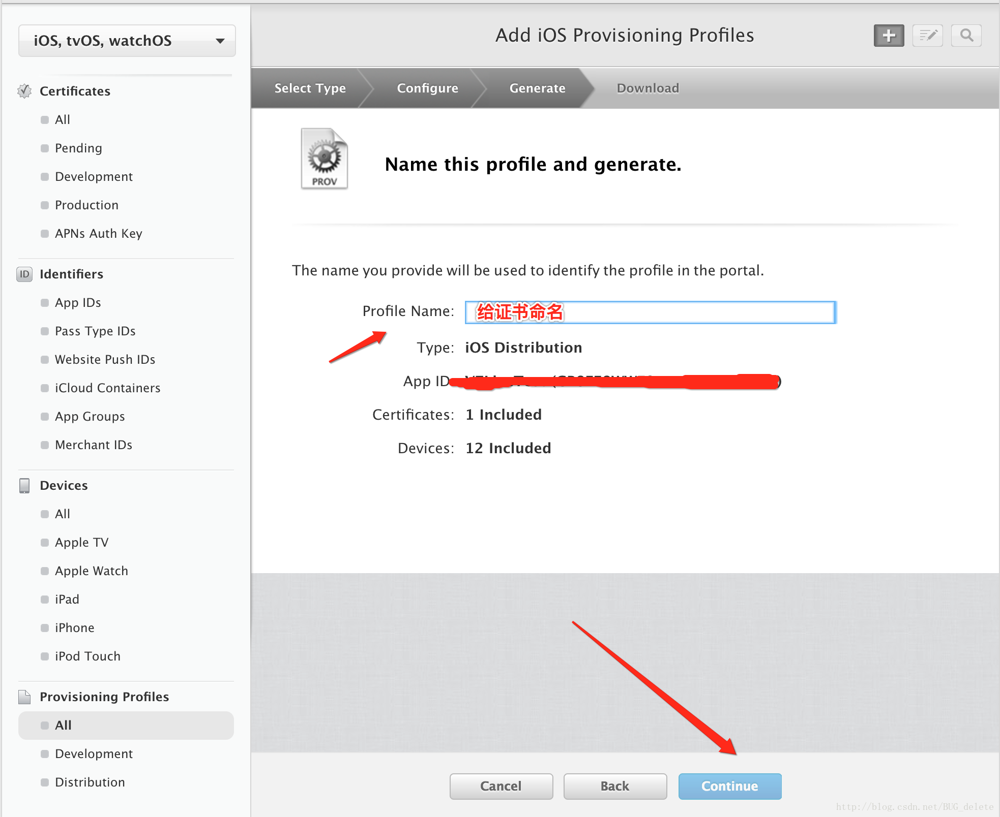 iOS, tvOS, watchOS
Certificates
All
Pending
Development
Production
APNs Auth Key
ID
Identifiers
App IDs
Pass Type IDs
Website Push IDs
iCloud Containers
App Groups
Merchant IDs
Devices
All
Apple TV
Apple Watch
iPad
iPhone
iPod Touch
Provisioning Profiles
All
Development
Distribution
Add iOS Provisioning Profiles
Select Type
Configure
Generate
Download
PROV
Name this profile and generate.
The name you provide will be used to identify the profile in the portal.
Profile Name: 给证书命名
Type: iOS Distribution
App ID
Certificates: 1 Included
Devices: 12 Included
Cancel
Back
Continue
http://blog.csdn.net/BUG_delete